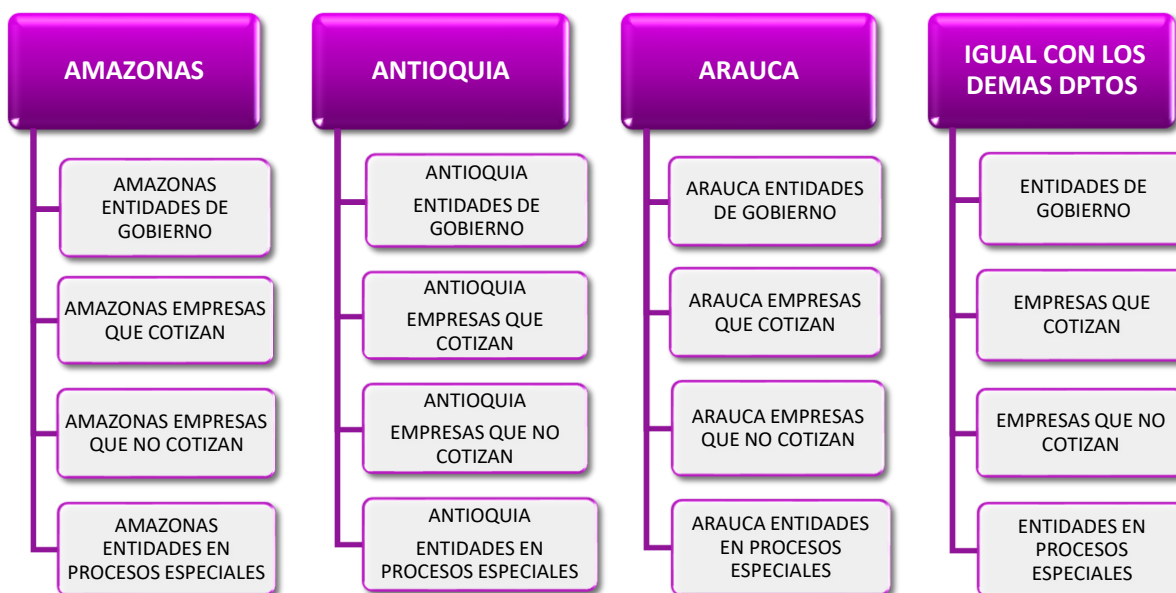 AMAZONAS
AMAZONAS
ENTIDADES DE
GOBIERNO
AMAZONAS EMPRESAS
QUE COTIZAN
AMAZONAS EMPRESAS
QUE NO COTIZAN
AMAZONAS
ENTIDADES EN
PROCESOS ESPECIALES
ANTIOQUIA
ANTIOQUIA
ENTIDADES DE
GOBIERNO
ANTIOQUIA
EMPRESAS QUE
COTIZAN
ANTIOQUIA
EMPRESAS QUE NO
COTIZAN
ANTIOQUIA
ENTIDADES EN
PROCESOS ESPECIALES
ARAUCA
ARAUCA ENTIDADES
DE GOBIERNO
ARAUCA EMPRESAS
QUE COTIZAN
ARAUCA EMPRESAS
QUE NO COTIZAN
ARAUCA ENTIDADES
EN PROCESOS
ESPECIALES
IGUAL CON LOS
DEMAS DPTOS
ENTIDADES DE
GOBIERNO
EMPRESAS QUE
COTIZAN
EMPRESAS QUE NO
COTIZAN
ENTIDADES EN
PROCESOS
ESPECIALES